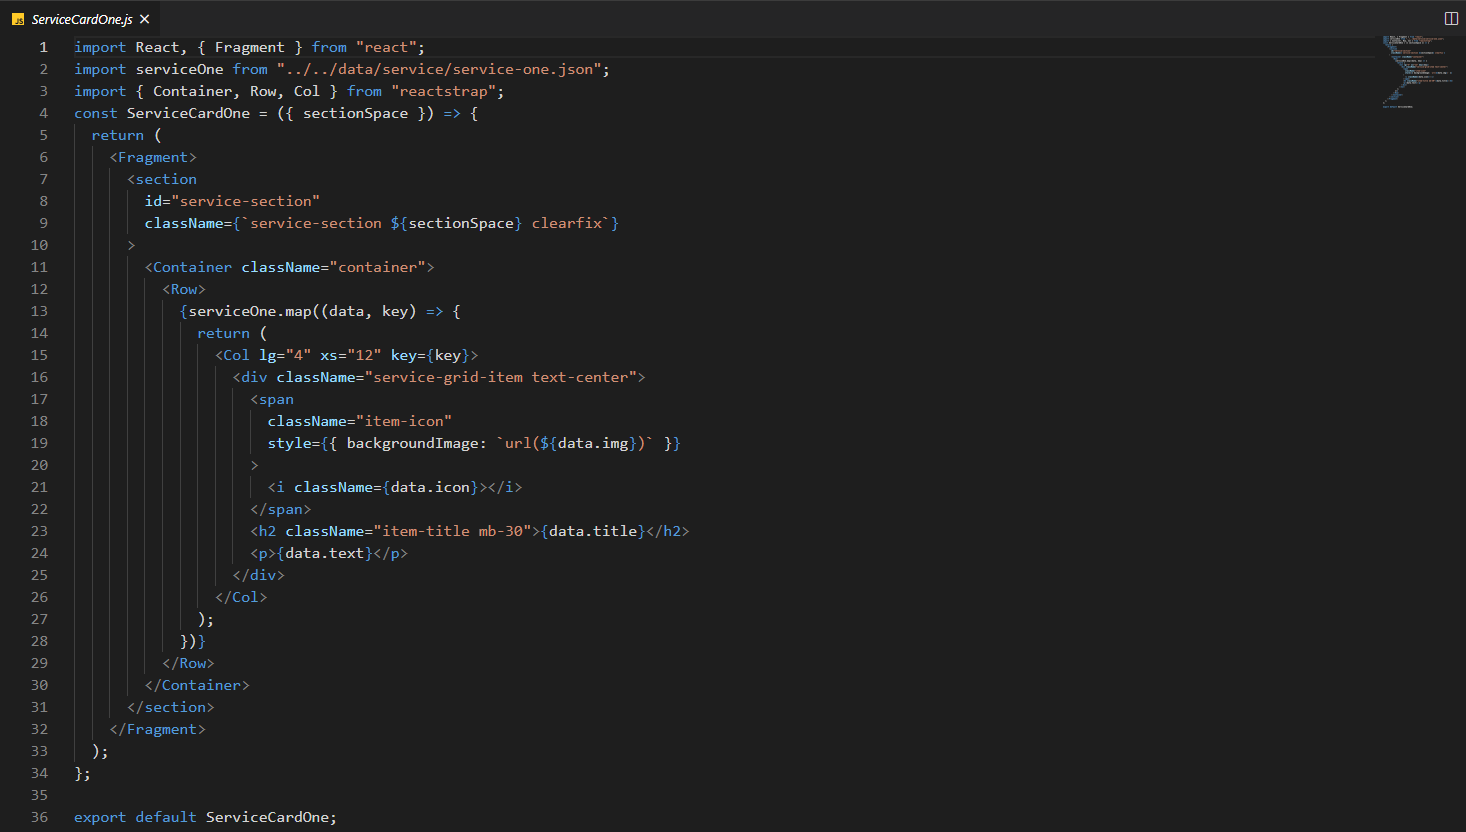 JS ServiceCardOne.js ×
1 import React, { Fragment } from "react";
2 import serviceOne from "../../data/service/service-one.json";
3 import { Container, Row, Col } from "reactstrap";
4 const ServiceCardOne = ({ sectionSpace }) => {
5   return (
6     <Fragment>
7       <section
8         id="service-section"
9         className={`service-section ${sectionSpace} clearfix`}
10       >
11         <Container className="container">
12           <Row>
13             {serviceOne.map((data, key) => {
14               return (
15                 <Col lg="4" xs="12" key={key}>
16                   <div className="service-grid-item text-center">
17                     <span
18                       className="item-icon"
19                       style={{ backgroundImage: `url(${data.img})` }}
20                     >
21                       <i className={data.icon}></i>
22                     </span>
23                     <h2 className="item-title mb-30">{data.title}</h2>
24                     <p>{data.text}</p>
25                   </div>
26                 </Col>
27               );
28             })}
29           </Row>
30         </Container>
31       </section>
32     </Fragment>
33   );
34 };
35
36 export default ServiceCardOne;